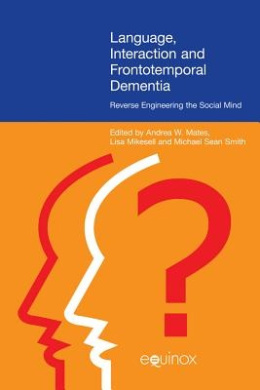 Language,
Interaction and
Frontotemporal
Dementia
Reverse Engineering the Social Mind
Edited by Andrea W. Mates,
Lisa Mikesell and Michael Sean Smith
?
equinox